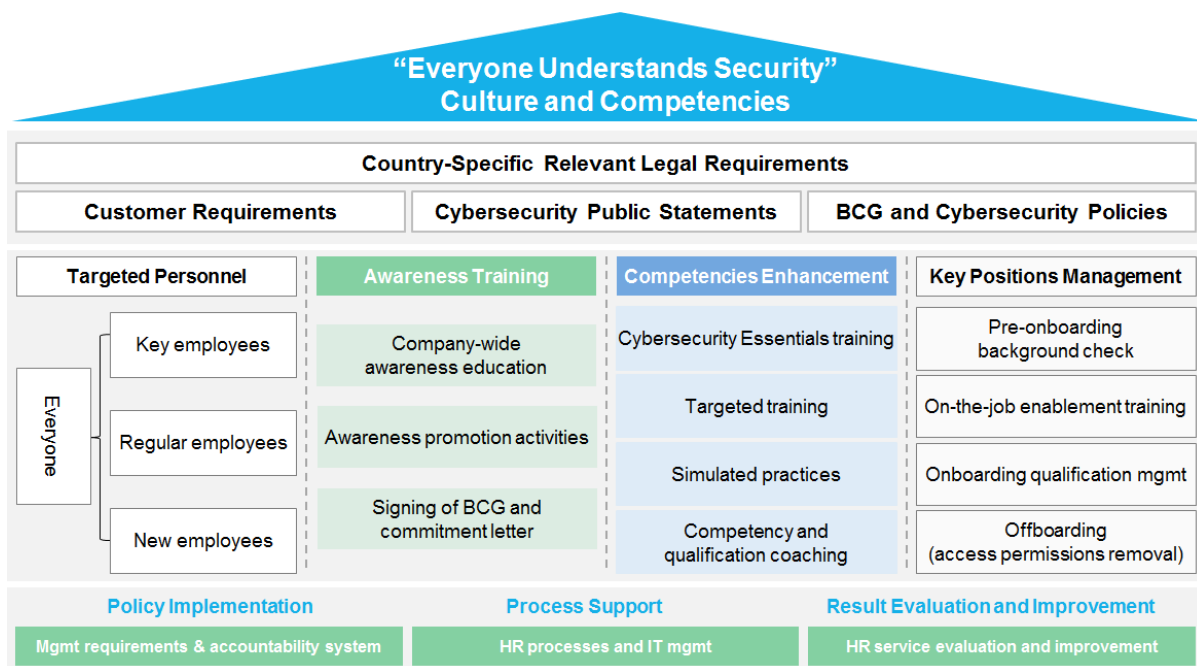 “Everyone Understands Security”
Culture and Competencies
Country-Specific Relevant Legal Requirements
Customer Requirements
Cybersecurity Public Statements
BCG and Cybersecurity Policies
Targeted Personnel
Everyone
Key employees
Regular employees
New employees
Awareness Training
Company-wide
awareness education
Awareness promotion activities
Signing of BCG and
commitment letter
Competencies Enhancement
Cybersecurity Essentials training
Targeted training
Simulated practices
Competency and
qualification coaching
Key Positions Management
Pre-onboarding
background check
On-the-job enablement training
Onboarding qualification mgmt
Offboarding
(access permissions removal)
Policy Implementation
Mgmt requirements & accountability system
Process Support
HR processes and IT mgmt
Result Evaluation and Improvement
HR service evaluation and improvement